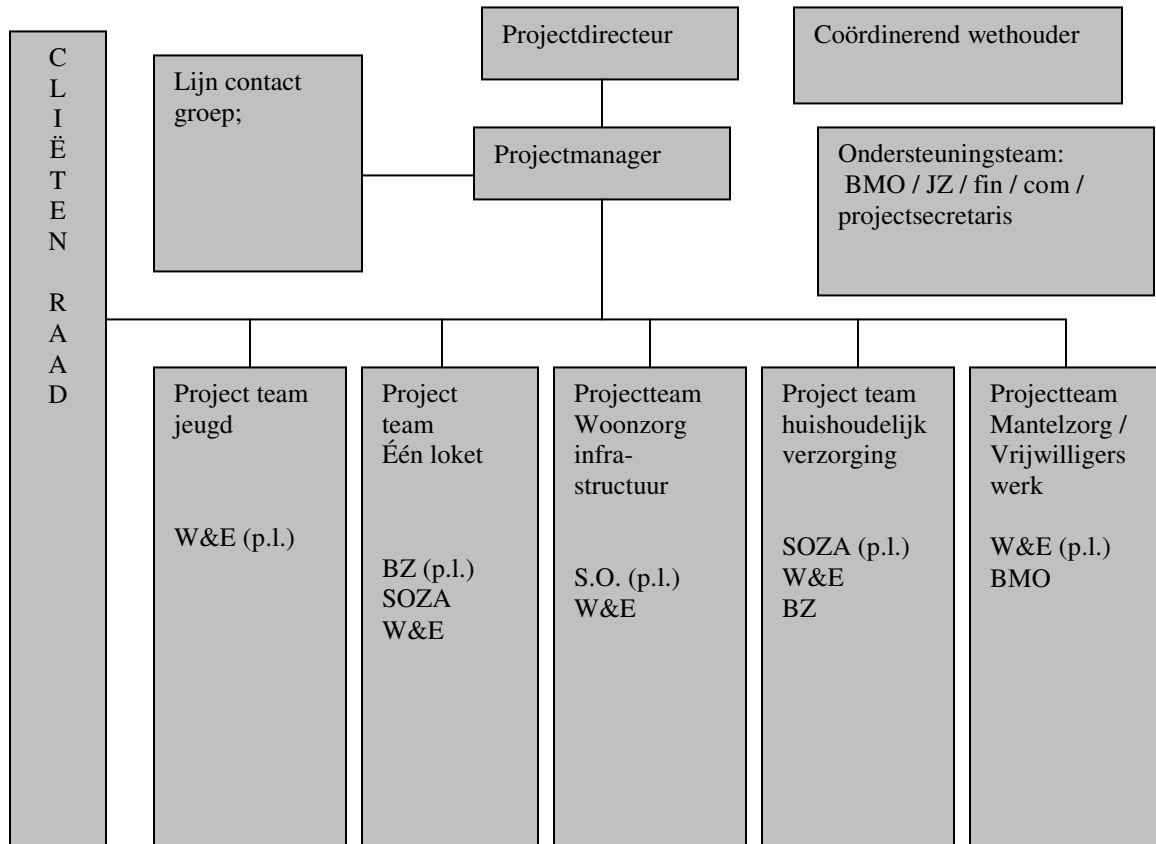 C
L
I
Ë
T
E
N
R
A
A
D
Lijn contact
groep;
Projectdirecteur
Projectmanager
Coördinerend wethouder
Ondersteuningsteam:
BMO / JZ / fin / com /
projectsecretaris
Project team
jeugd
W&E (p.l.)
Project
team
Één loket
BZ (p.l.)
SOZA
W&E
Projectteam
Woonzorg
infra-
structuur
S.O. (p.l.)
W&E
Project team
huishoudelijk
verzorging
SOZA (p.l.)
W&E
BZ
Projectteam
Mantelzorg /
Vrijwilligers
werk
W&E (p.l.)
BMO